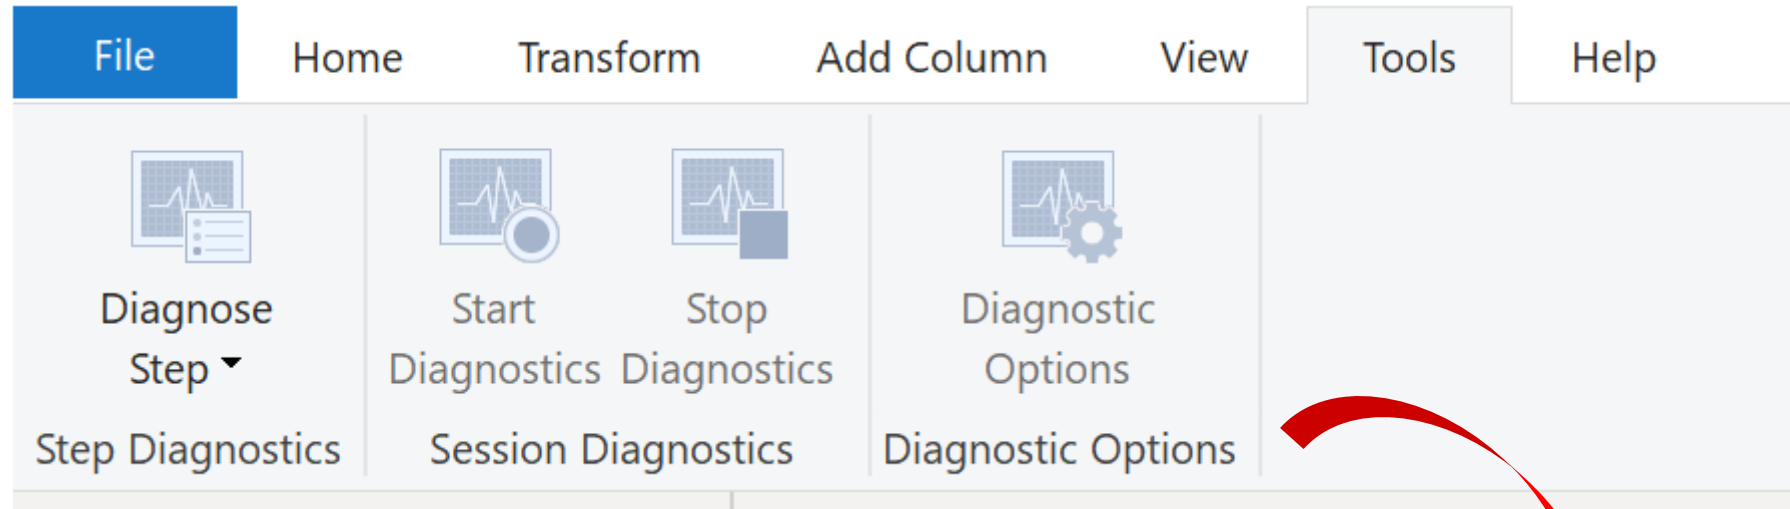 File Home Transform Add Column View Tools Help
Diagnose Start Stop Diagnostic
Step Diagnostics Diagnostics Options
Step Diagnostics Session Diagnostics Diagnostic Options